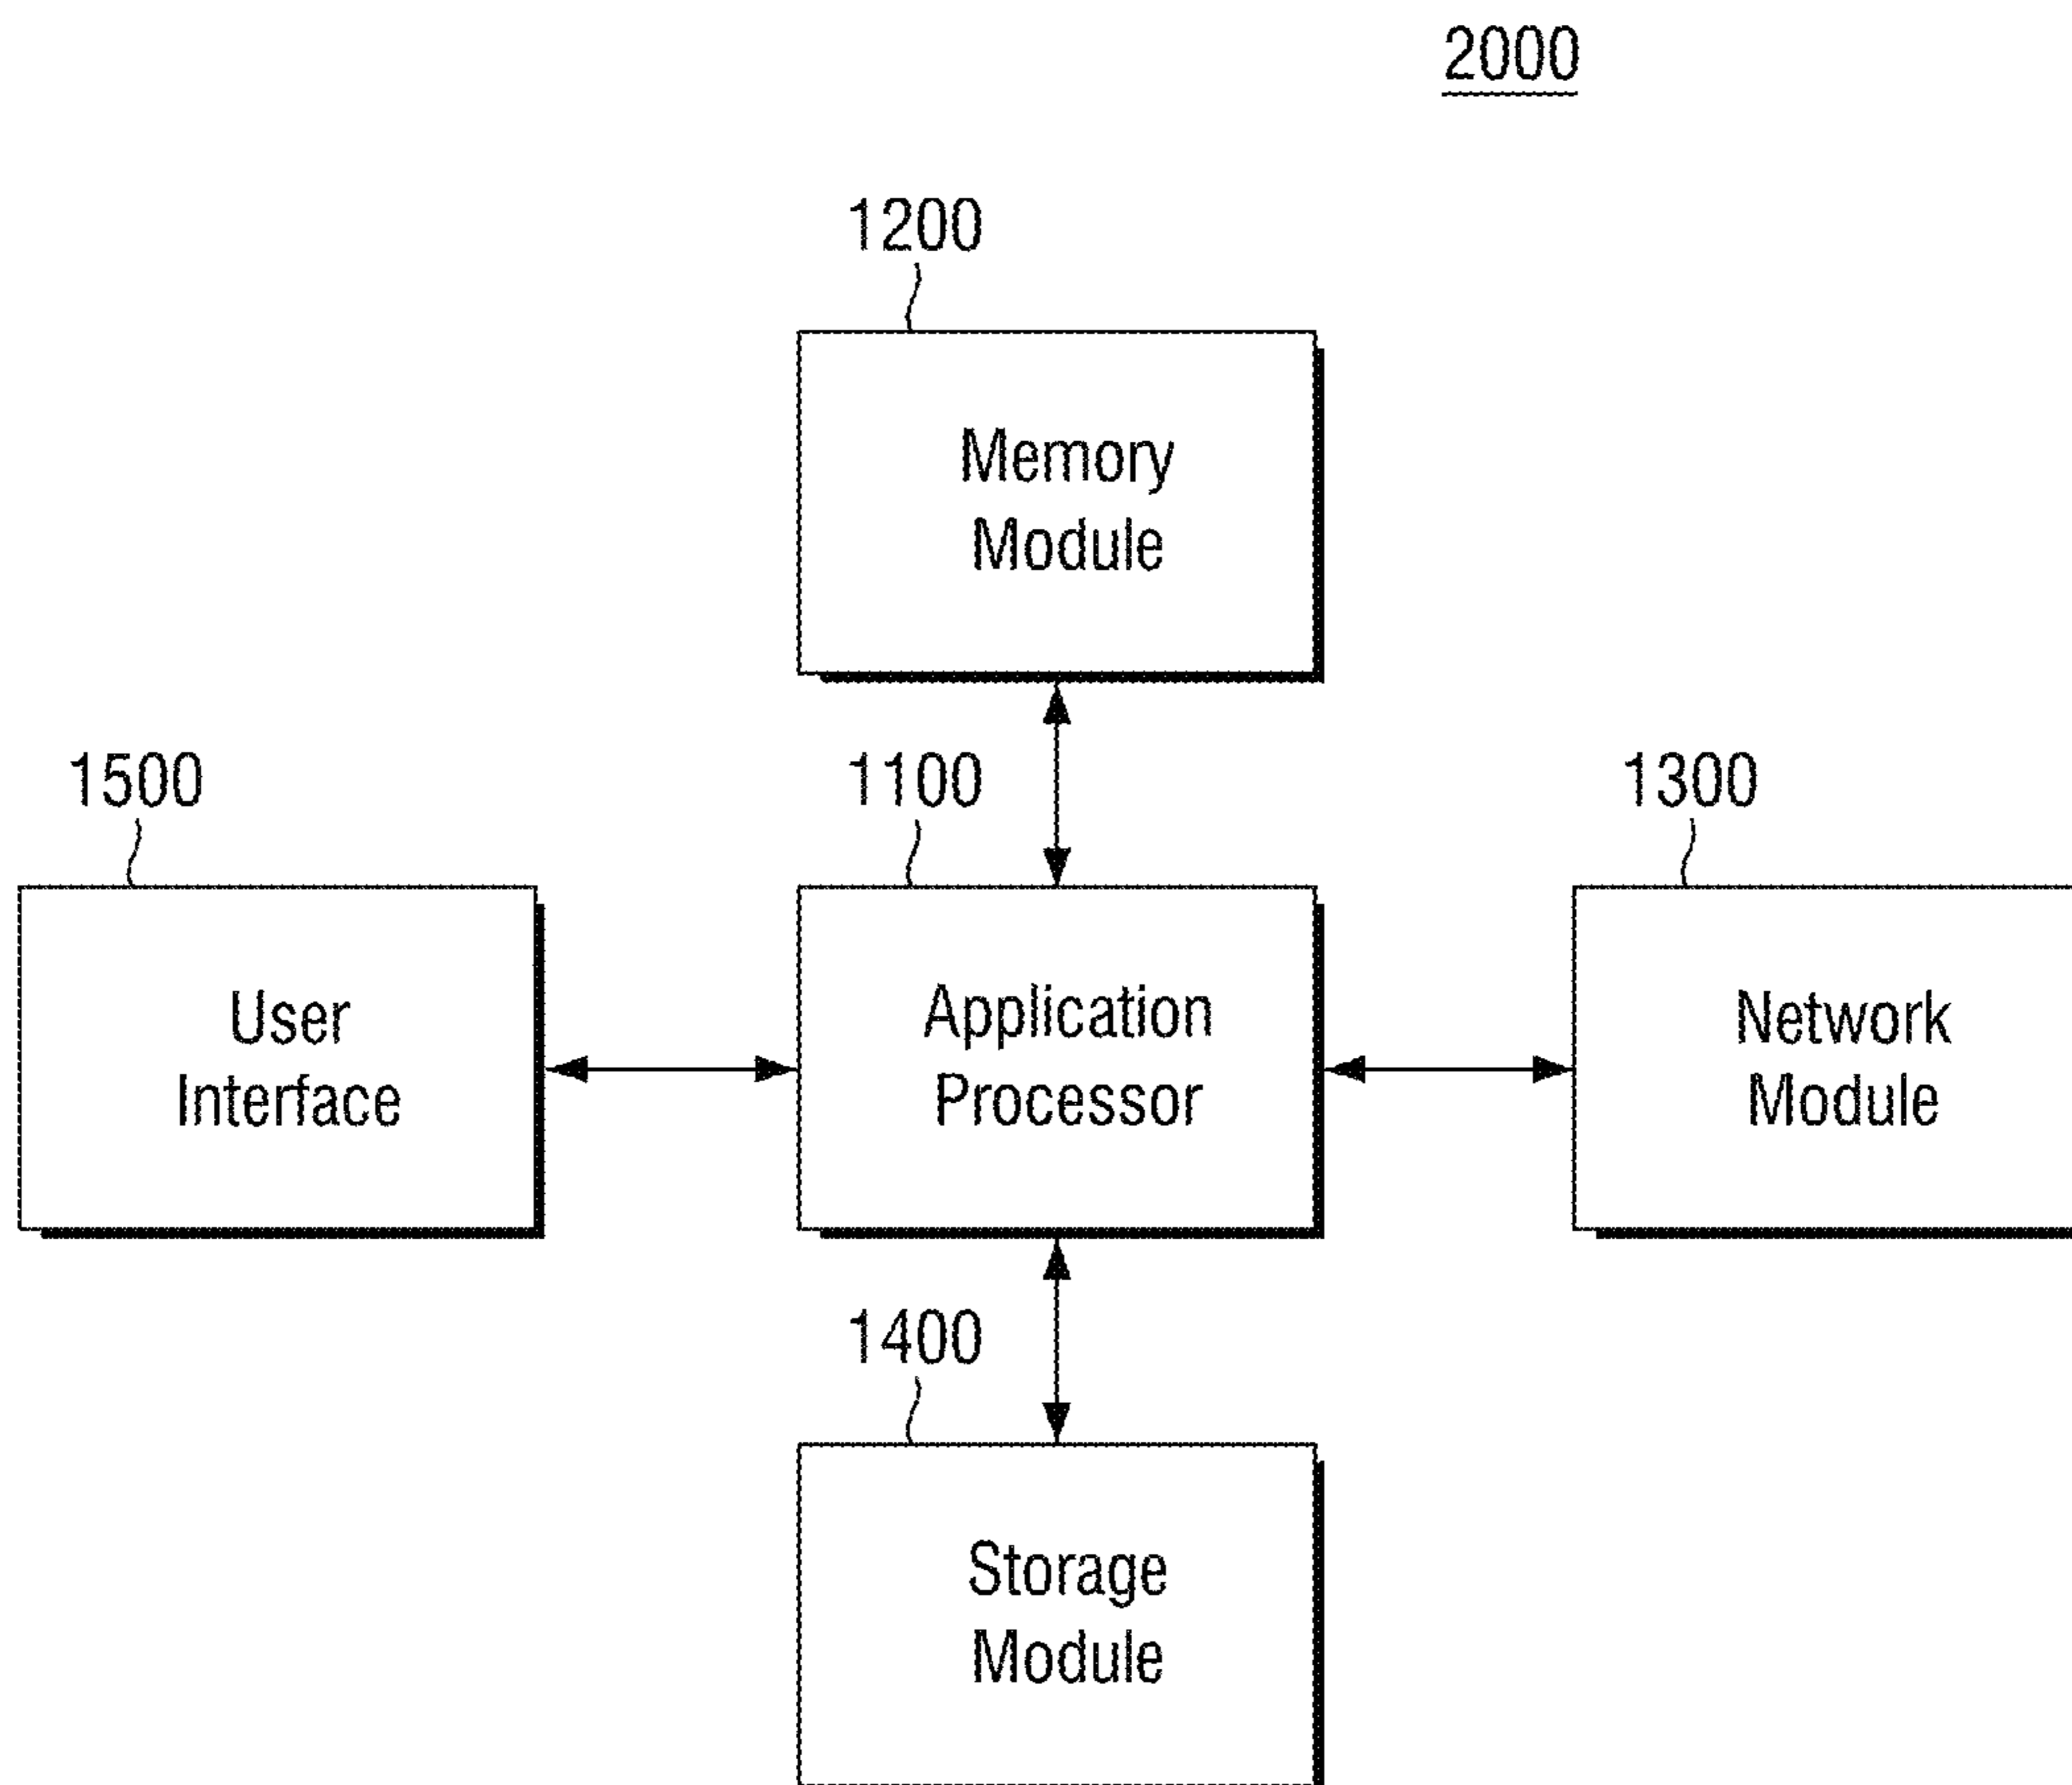 2000
1200
Memory
Module
1500
1100
1300
User
Interface
Application
Processor
Network
Module
1400
Storage
Module